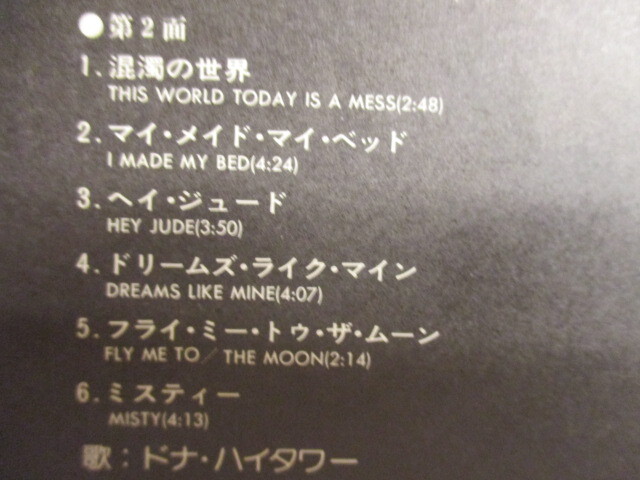 ●第2面
1. 混濁の世界
THIS WORLD TODAY IS A MESS(2:48)
2. マイ・メイド・マイ・ベッド
I MADE MY BED(4:24)
3. ヘイ・ジュード
HEY JUDE(3:50)
4. ドリームズ・ライク・マイン
DREAMS LIKE MINE(4:07)
5. フライ・ミー・トゥ・ザ・ムーン
FLY ME TO/THE MOON(2:14)
6. ミスティー
MISTY(4:13)
歌：ドナ・ハイタワー